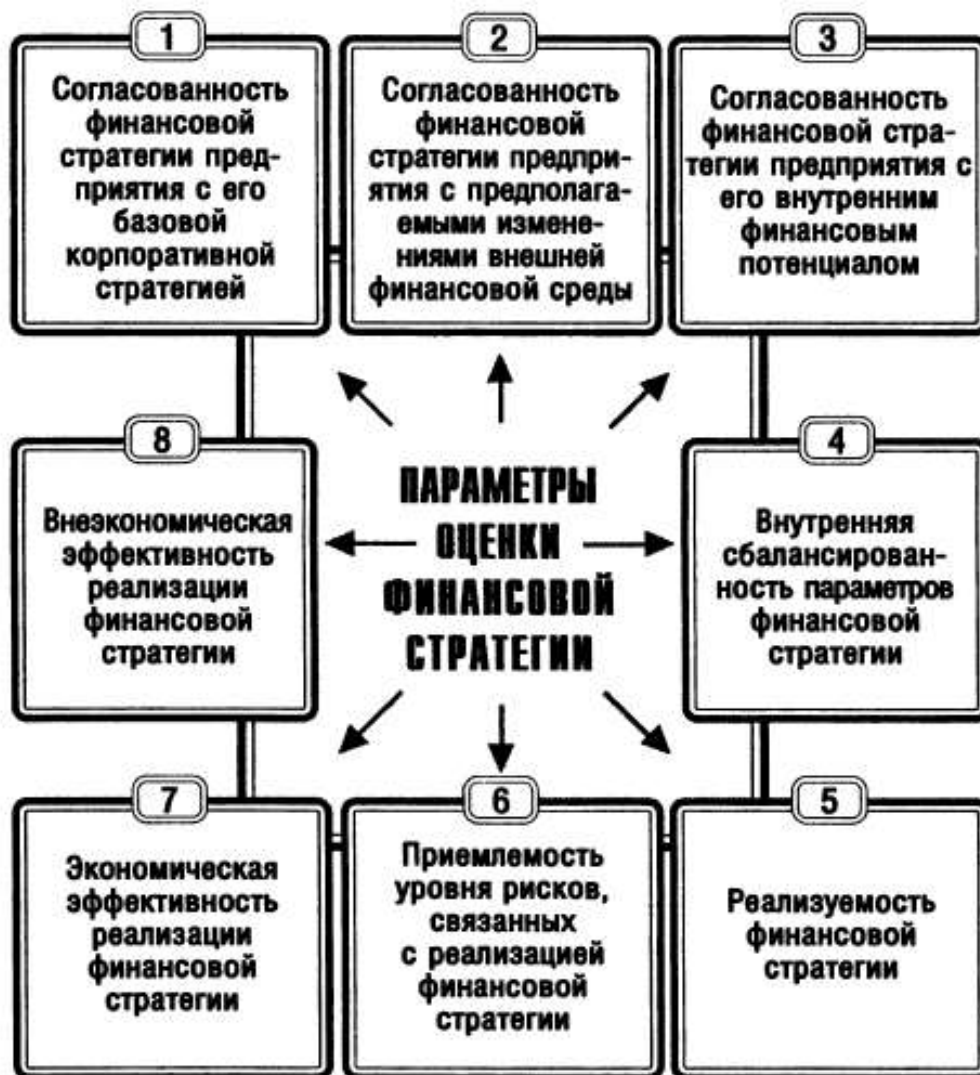 1
Согласованность
финансовой
стратегии пред-
приятия с его
базовой
корпоративной
стратегией
2
Согласованность
финансовой
стратегии предпри-
ятия с предполага-
емыми измене-
ниями внешней
финансовой среды
3
Согласованность
финансовой стра-
тегии предприятия с
его внутренним
финансовым
потенциалом
8
Внеэкономическая
эффективность
реализации
финансовой
стратегии
ПАРАМЕТРЫ
ОЦЕНКИ
ФИНАНСОВОЙ
СТРАТЕГИИ
4
Внутренняя
сбалансирован-
ность параметров
финансовой
стратегии
7
Экономическая
эффективность
реализации
финансовой
стратегии
6
Приемлемость
уровня рисков,
связанных
с реализацией
финансовой
стратегии
5
Реализуемость
финансовой
стратегии